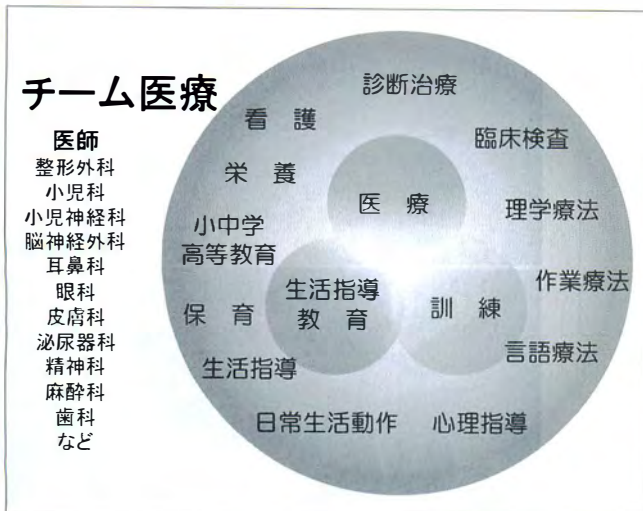 チーム医療
医師
整形外科
小児科
小児神経科
脳神経外科
耳鼻科
眼科
皮膚科
泌尿器科
精神科
麻酔科
歯科
など
診断治療
看 護
臨床検査
栄 養
医 療
理学療法
小中学
高等教育
作業療法
生活指導
教 育
訓 練
保 育
言語療法
生活指導
日常生活動作
心理指導